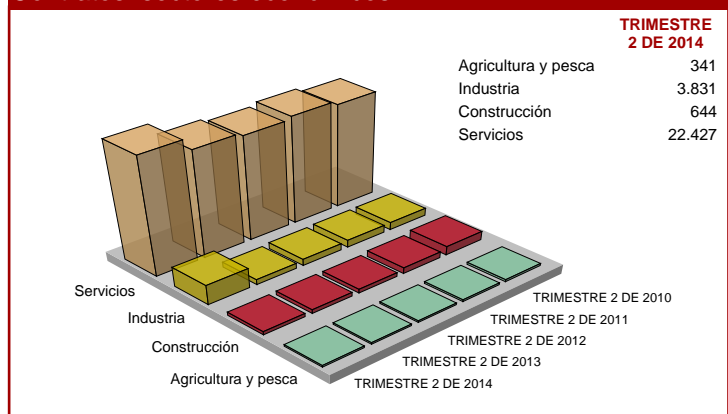 TRIMESTRE
2 DE 2014
Agricultura y pesca 341
Industria 3.831
Construcción 644
Servicios 22.427
Servicios
Industria
Construcción
Agricultura y pesca
TRIMESTRE 2 DE 2010
TRIMESTRE 2 DE 2011
TRIMESTRE 2 DE 2012
TRIMESTRE 2 DE 2013
TRIMESTRE 2 DE 2014